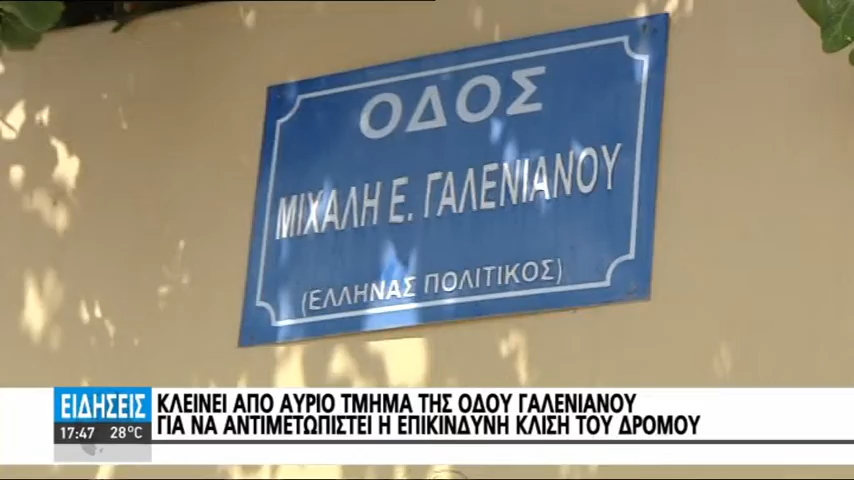 ΟΔΟΣ
ΜΙΧΑΛΗ Ε. ΓΑΛΕΝΙΑΝΟΥ
(ΕΛΛΗΝΑΣ ΠΟΛΙΤΙΚΟΣ)
ΕΙΔΗΣΕΙΣ
17:47 28°C
ΚΛΕΙΝΕΙ ΑΠΟ ΑΥΡΙΟ ΤΜΗΜΑ ΤΗΣ ΟΔΟΥ ΓΑΛΕΝΙΑΝΟΥ
ΓΙΑ ΝΑ ΑΝΤΙΜΕΤΩΠΙΣΤΕΙ Η ΕΠΙΚΙΝΔΥΝΗ ΚΛΙΣΗ ΤΟΥ ΔΡΟΜΟΥ